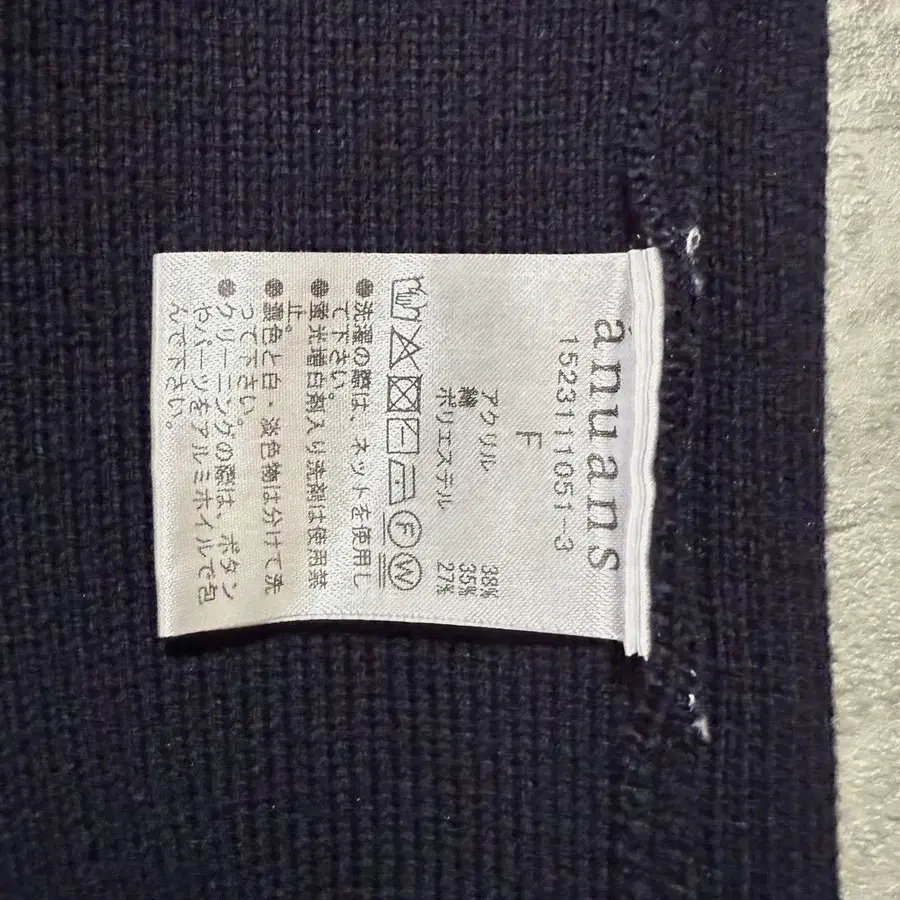 anuans
1523111051-3
F
アクリル 38%
綿 35%
ポリエステル 27%
F W
●洗濯の際は、ネットを使用し
て下さい。
●蛍光増白剤入り洗剤は使用禁
止。
●濃色と白・淡色物は分けて洗
って下さい。
●クリーニングの際は、ボタン
やパーツをアルミホイルで包
んで下さい。